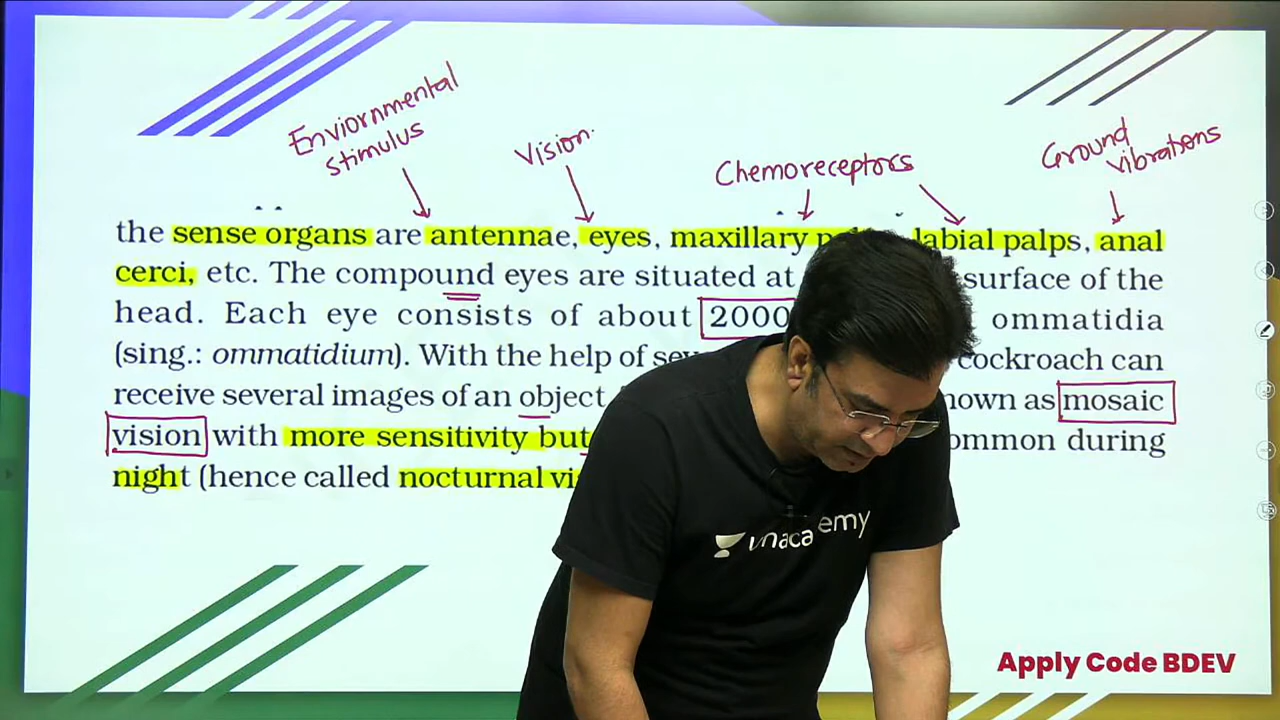 Enviornmental
stimulus
Vision.
Chemoreceptors
Ground
vibrations
the sense organs are antennae, eyes, maxillary labial palps, anal
cerci, etc. The compound eyes are situated at surface of the
head. Each eye consists of about 2000 ommatidia
(sing.: ommatidium). With the help of cockroach can
receive several images of an object as mosaic
vision with more sensitivity but during
night (hence called nocturnal
unacademy
Apply Code BDEV